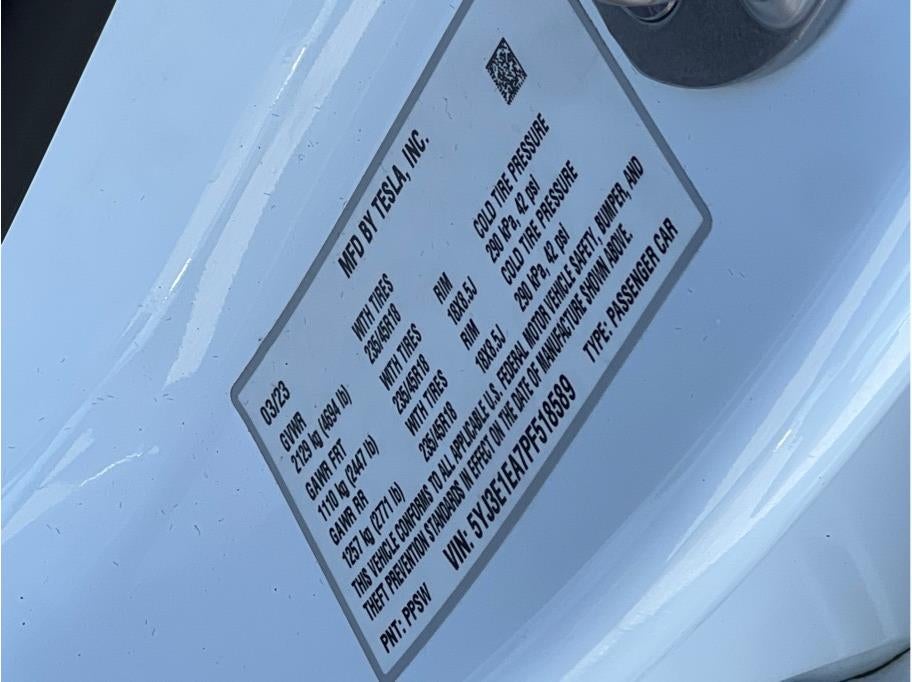 MFD BY TESLA, INC.
03/23
GVWR WITH TIRES
2129 kg (4694 lb) 235/45R18 RIM COLD TIRE PRESSURE
GAWR FRT WITH TIRES 18X8.5J 290 kPa, 42 psi
1110 kg (2447 lb) 235/45R18 RIM COLD TIRE PRESSURE
GAWR RR WITH TIRES 18X8.5J 290 kPa, 42 psi
1257 kg (2771 lb) 235/45R18
THIS VEHICLE CONFORMS TO ALL APPLICABLE U.S. FEDERAL MOTOR VEHICLE SAFETY, BUMPER, AND
THEFT PREVENTION STANDARDS IN EFFECT ON THE DATE OF MANUFACTURE SHOWN ABOVE.
PNT: PPSW VIN: 5YJ3E1EA7PF518589 TYPE: PASSENGER CAR